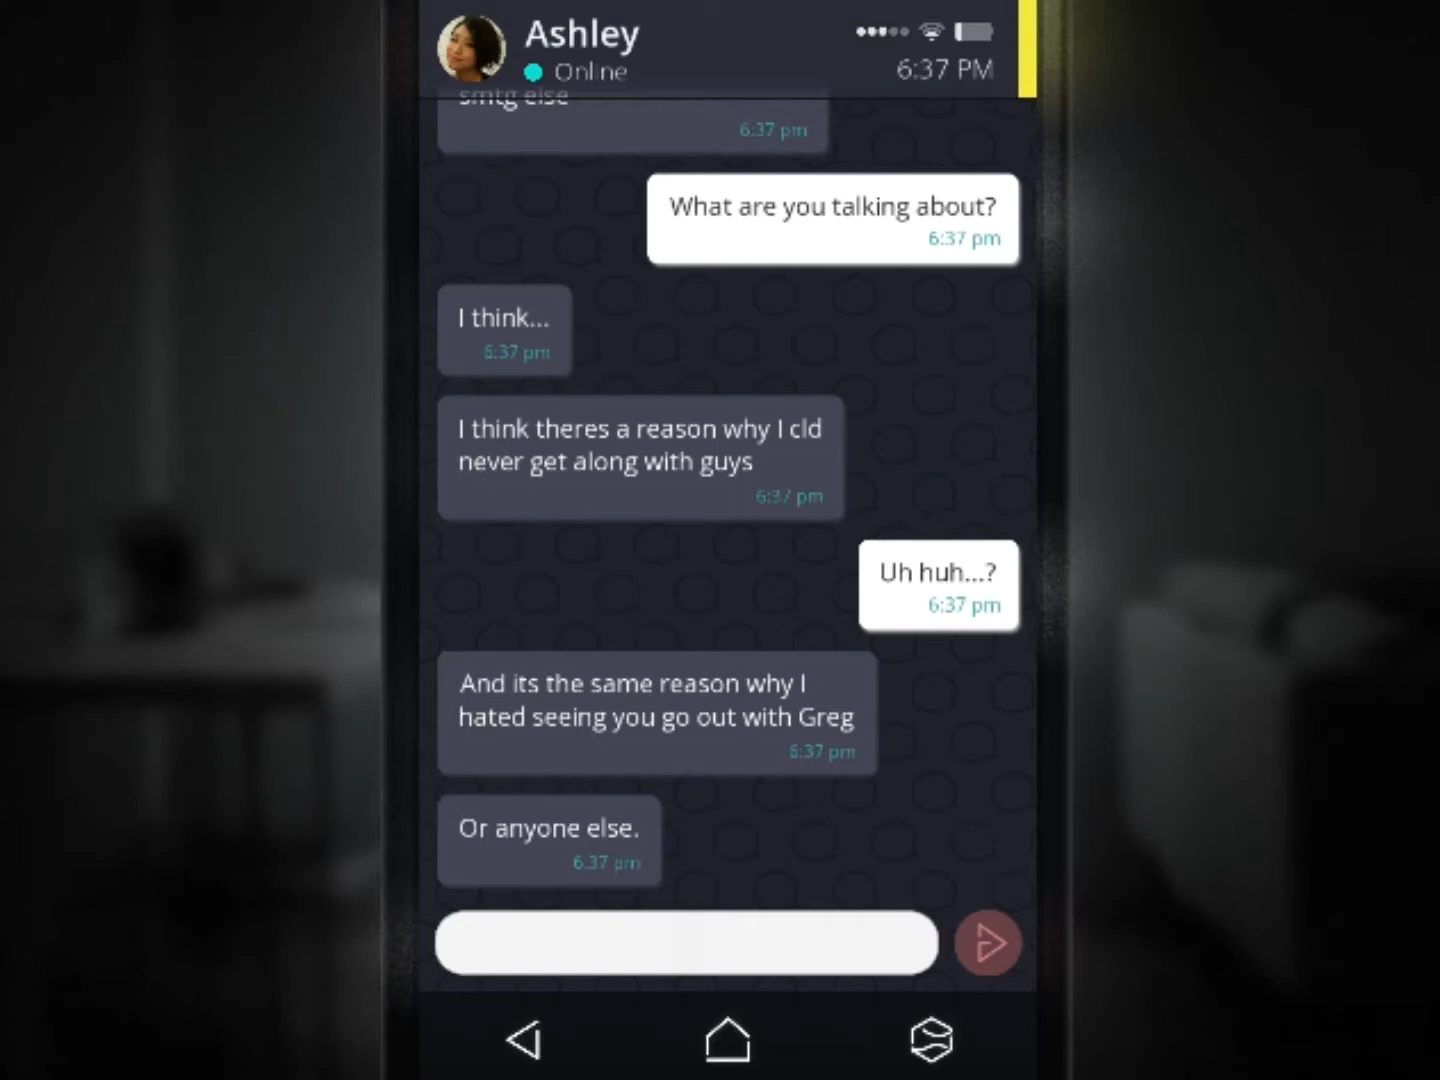 Ashley
Online
6:37 PM
smtg else
6:37 pm
What are you talking about?
6:37 pm
I think...
6:37 pm
I think theres a reason why I cld
never get along with guys
6:37 pm
Uh huh...?
6:37 pm
And its the same reason why I
hated seeing you go out with Greg
6:37 pm
Or anyone else.
6:37 pm